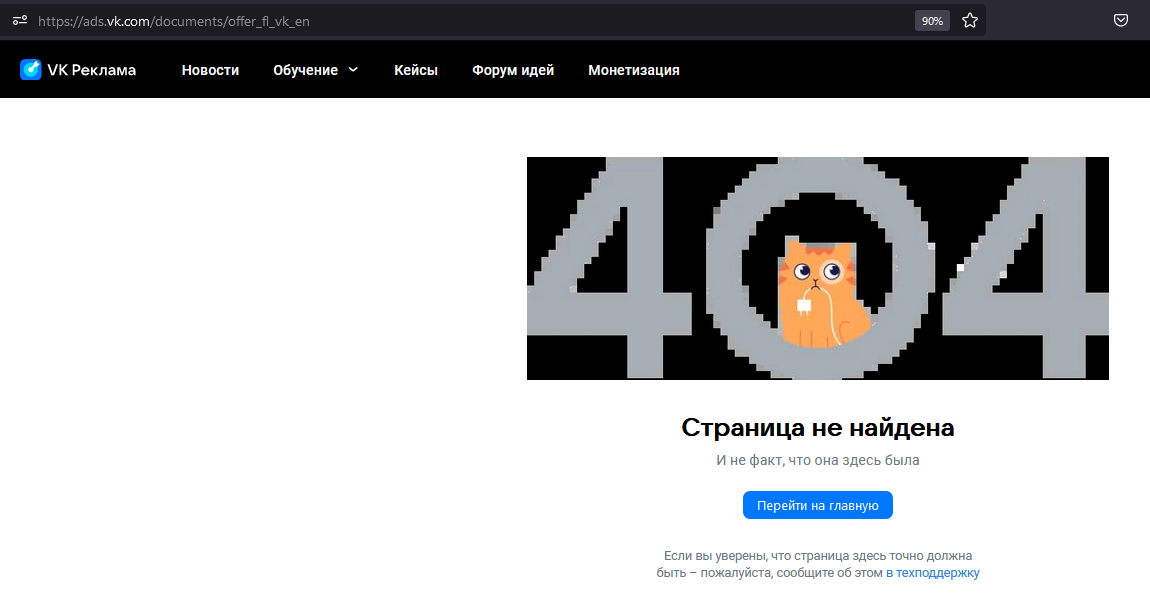 https://ads.vk.com/documents/offer_fl_vk_en
90%
VK Реклама
Новости
Обучение
Кейсы
Форум идей
Монетизация
404
Страница не найдена
И не факт, что она здесь была
Перейти на главную
Если вы уверены, что страница здесь точно должна
быть – пожалуйста, сообщите об этом в техподдержку